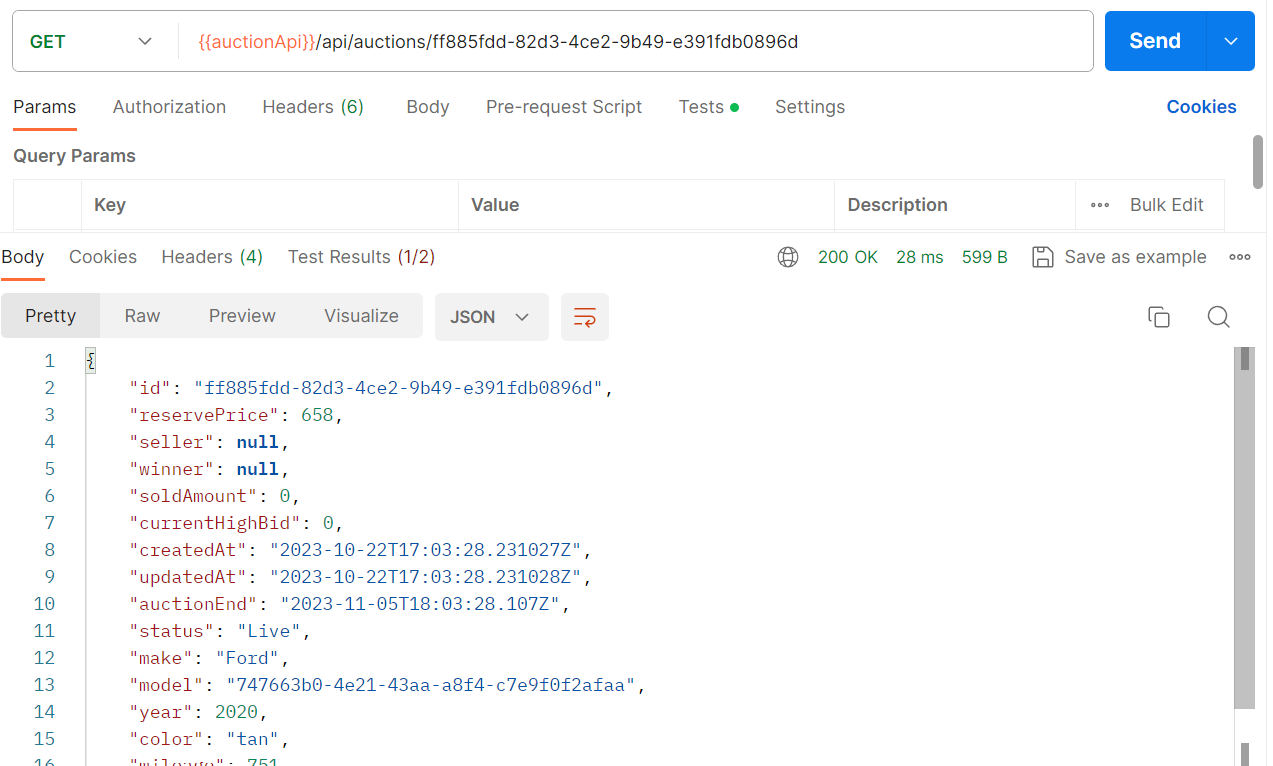 GET {{auctionApi}}/api/auctions/ff885fdd-82d3-4ce2-9b49-e391fdb0896d Send
Params Authorization Headers (6) Body Pre-request Script Tests Settings Cookies
Query Params
Key Value Description Bulk Edit
Body Cookies Headers (4) Test Results (1/2) 200 OK 28 ms 599 B Save as example
Pretty Raw Preview Visualize JSON
1 {
2 "id": "ff885fdd-82d3-4ce2-9b49-e391fdb0896d",
3 "reservePrice": 658,
4 "seller": null,
5 "winner": null,
6 "soldAmount": 0,
7 "currentHighBid": 0,
8 "createdAt": "2023-10-22T17:03:28.231027Z",
9 "updatedAt": "2023-10-22T17:03:28.231028Z",
10 "auctionEnd": "2023-11-05T18:03:28.107Z",
11 "status": "Live",
12 "make": "Ford",
13 "model": "747663b0-4e21-43aa-a8f4-c7e9f0f2afaa",
14 "year": 2020,
15 "color": "tan",
16 "mileage": 751